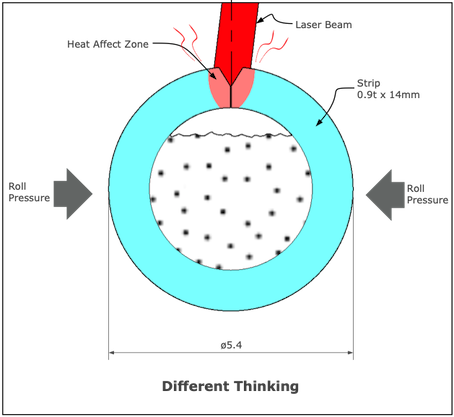 Laser Beam
Heat Affect Zone
Strip
0.9t x 14mm
Roll
Pressure
Roll
Pressure
ø5.4
Different Thinking